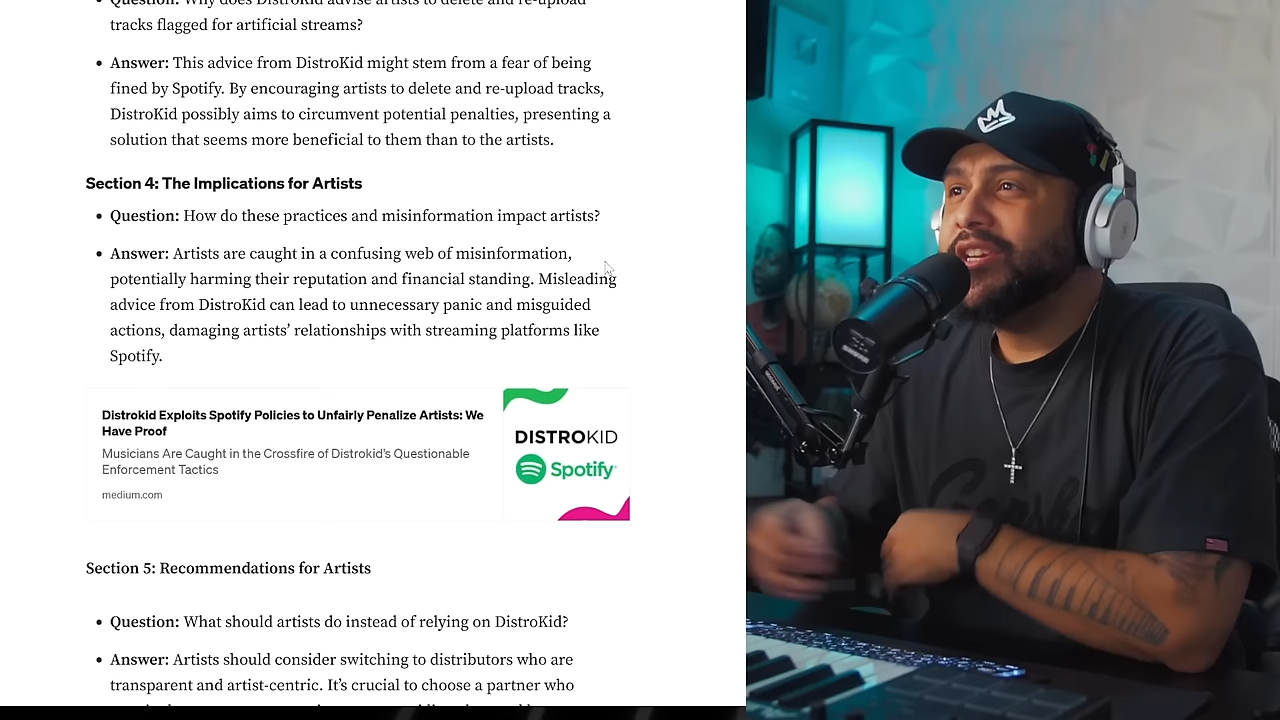 Question: Why does DistroKid advise artists to delete and re-upload
tracks flagged for artificial streams?
Answer: This advice from DistroKid might stem from a fear of being
fined by Spotify. By encouraging artists to delete and re-upload tracks,
DistroKid possibly aims to circumvent potential penalties, presenting a
solution that seems more beneficial to them than to the artists.
Section 4: The Implications for Artists
Question: How do these practices and misinformation impact artists?
Answer: Artists are caught in a confusing web of misinformation,
potentially harming their reputation and financial standing. Misleading
advice from DistroKid can lead to unnecessary panic and misguided
actions, damaging artists’ relationships with streaming platforms like
Spotify.
Distrokid Exploits Spotify Policies to Unfairly Penalize Artists: We
Have Proof
Musicians Are Caught in the Crossfire of Distrokid's Questionable
Enforcement Tactics
medium.com
DISTROKID
Spotify
Section 5: Recommendations for Artists
Question: What should artists do instead of relying on DistroKid?
Answer: Artists should consider switching to distributors who are
transparent and artist-centric. It’s crucial to choose a partner who